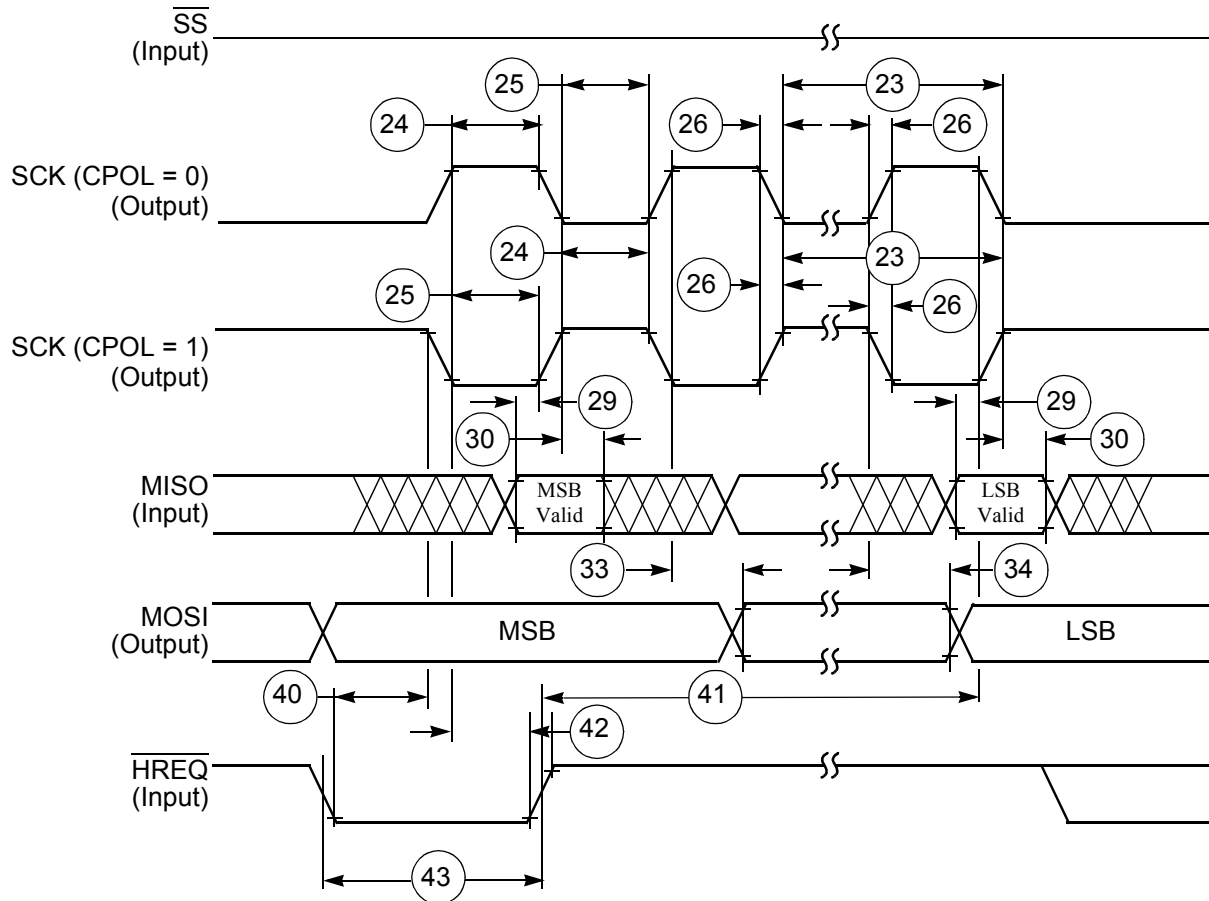 SS
(Input)
25
23
24
26
26
SCK (CPOL = 0)
(Output)
24
23
25
26
26
SCK (CPOL = 1)
(Output)
29
29
30
30
MISO
(Input)
MSB
Valid
LSB
Valid
33
34
MOSI
(Output)
MSB
LSB
40
41
42
HREQ
(Input)
43